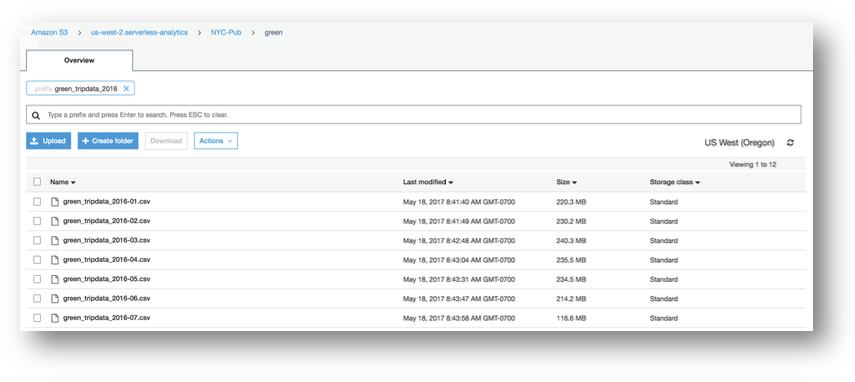 Amazon S3 > us-west-2.serverless-analytics > NYC-Pub > green
Overview
prefix green_tripdata_2016 X
Type a prefix and press Enter to search. Press ESC to clear.
Upload + Create folder Download Actions
US West (Oregon)
Viewing 1 to 12
Name Last modified Size Storage class
green_tripdata_2016-01.csv May 18, 2017 8:41:40 AM GMT-0700 220.3 MB Standard
green_tripdata_2016-02.csv May 18, 2017 8:41:49 AM GMT-0700 230.2 MB Standard
green_tripdata_2016-03.csv May 18, 2017 8:42:48 AM GMT-0700 240.3 MB Standard
green_tripdata_2016-04.csv May 18, 2017 8:43:04 AM GMT-0700 235.5 MB Standard
green_tripdata_2016-05.csv May 18, 2017 8:43:31 AM GMT-0700 234.5 MB Standard
green_tripdata_2016-06.csv May 18, 2017 8:43:47 AM GMT-0700 214.2 MB Standard
green_tripdata_2016-07.csv May 18, 2017 8:43:58 AM GMT-0700 116.6 MB Standard